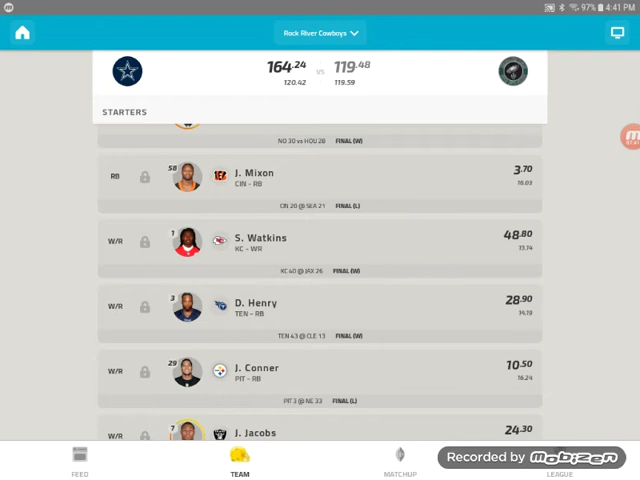 97% 4:41 PM
Rock River Cowboys
164.24 VS 119.48
120.42 119.59
STARTERS
NO 30 vs HOU 28 FINAL (W)
RB 58 J. Mixon 3.70
CIN - RB 16.03
CIN 20 @ SEA 21 FINAL (L)
W/R 1 S. Watkins 48.80
KC - WR 13.74
KC 40 @ JAX 26 FINAL (W)
W/R 3 D. Henry 28.90
TEN - RB 14.19
TEN 43 @ CLE 13 FINAL (W)
W/R 29 J. Conner 10.50
PIT - RB 16.24
PIT 3 @ NE 33 FINAL (L)
W/R 7 J. Jacobs 24.30
FEED TEAM MATCHUP LEAGUE
Recorded by Mobizen